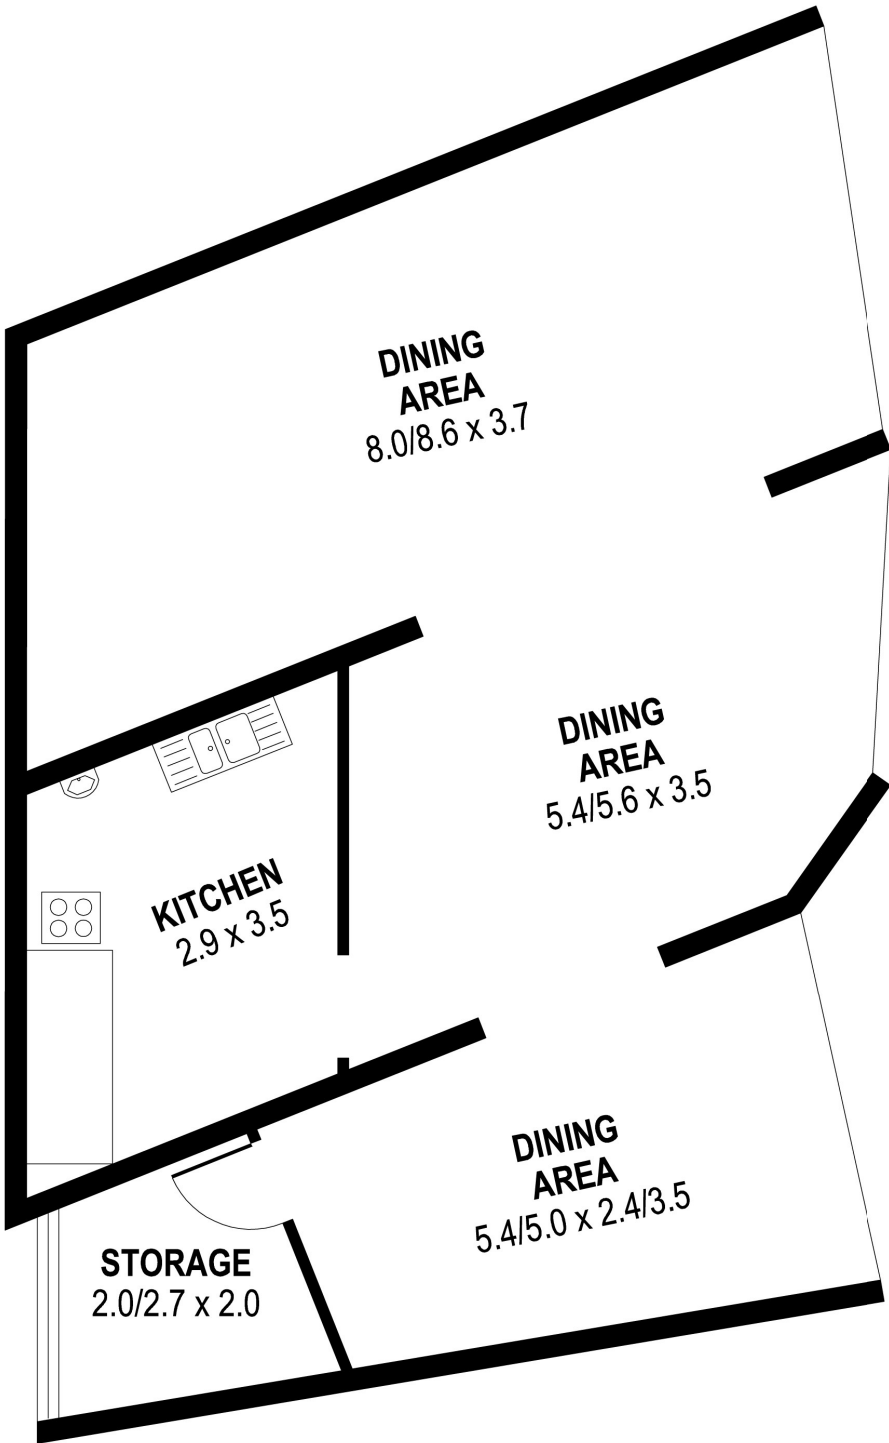 DINING
AREA
8.0/8.6 x 3.7
DINING
AREA
5.4/5.6 x 3.5
KITCHEN
2.9 x 3.5
DINING
AREA
5.4/5.0 x 2.4/3.5
STORAGE
2.0/2.7 x 2.0